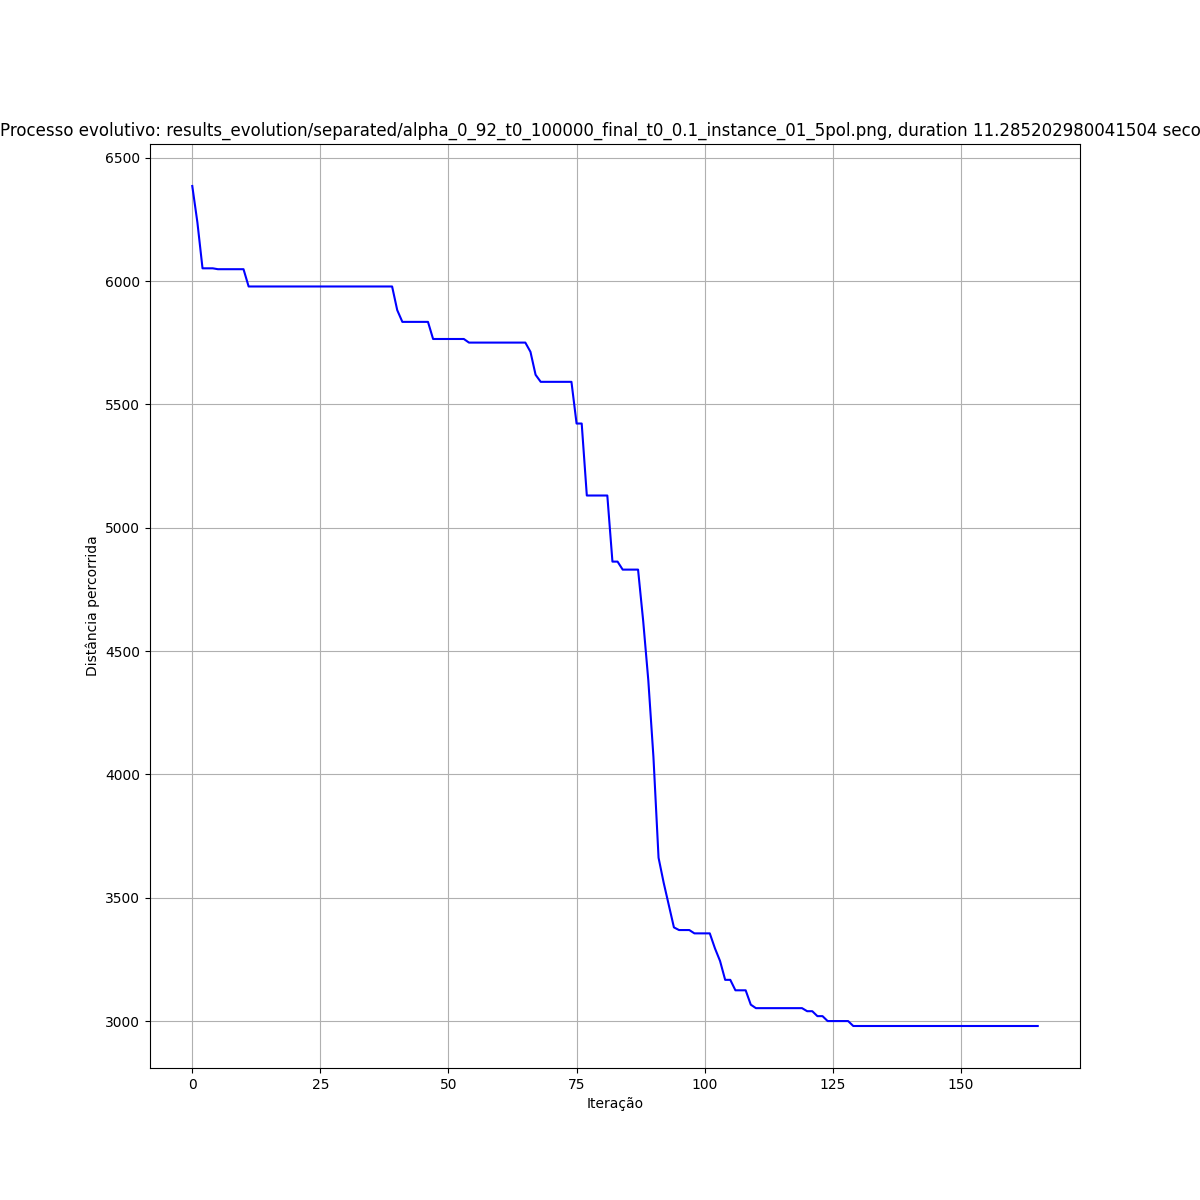 Processo evolutivo: results_evolution/separated/alpha_0_92_t0_100000_final_t0_0.1_instance_01_5pol.png, duration 11.285202980041504 seco
6500
6000
5500
5000
4500
4000
3500
3000
Distância percorrida
0 25 50 75 100 125 150
Iteração